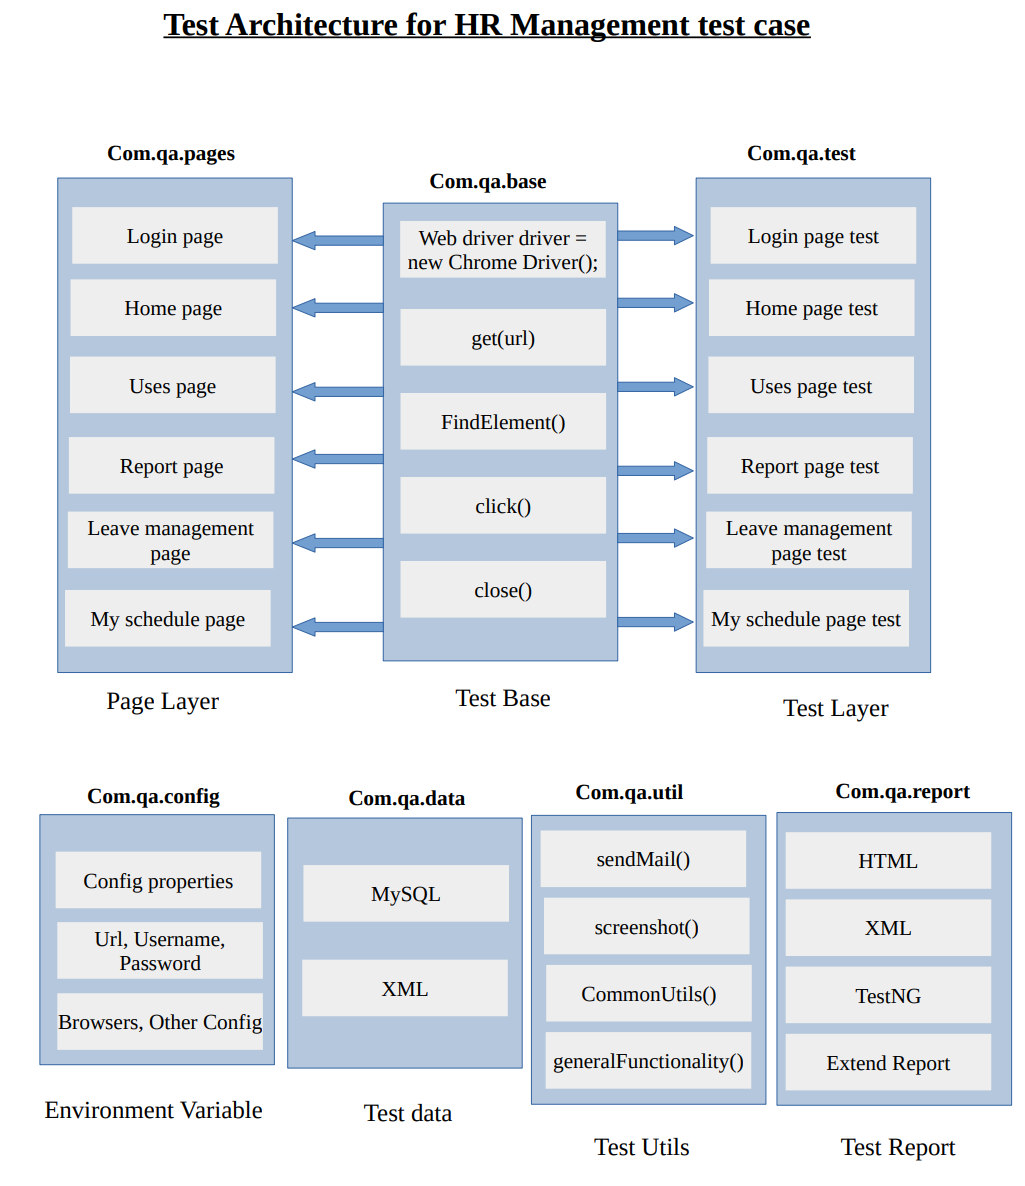 Test Architecture for HR Management test case
Com.qa.pages
Login page
Home page
Uses page
Report page
Leave management
page
My schedule page
Page Layer
Com.qa.base
Web driver driver =
new Chrome Driver();
get(url)
FindElement()
click()
close()
Test Base
Com.qa.test
Login page test
Home page test
Uses page test
Report page test
Leave management
page test
My schedule page test
Test Layer
Com.qa.config
Config properties
Url, Username,
Password
Browsers, Other Config
Environment Variable
Com.qa.data
MySQL
XML
Test data
Com.qa.util
sendMail()
screenshot()
CommonUtils()
generalFunctionality()
Test Utils
Com.qa.report
HTML
XML
TestNG
Extend Report
Test Report